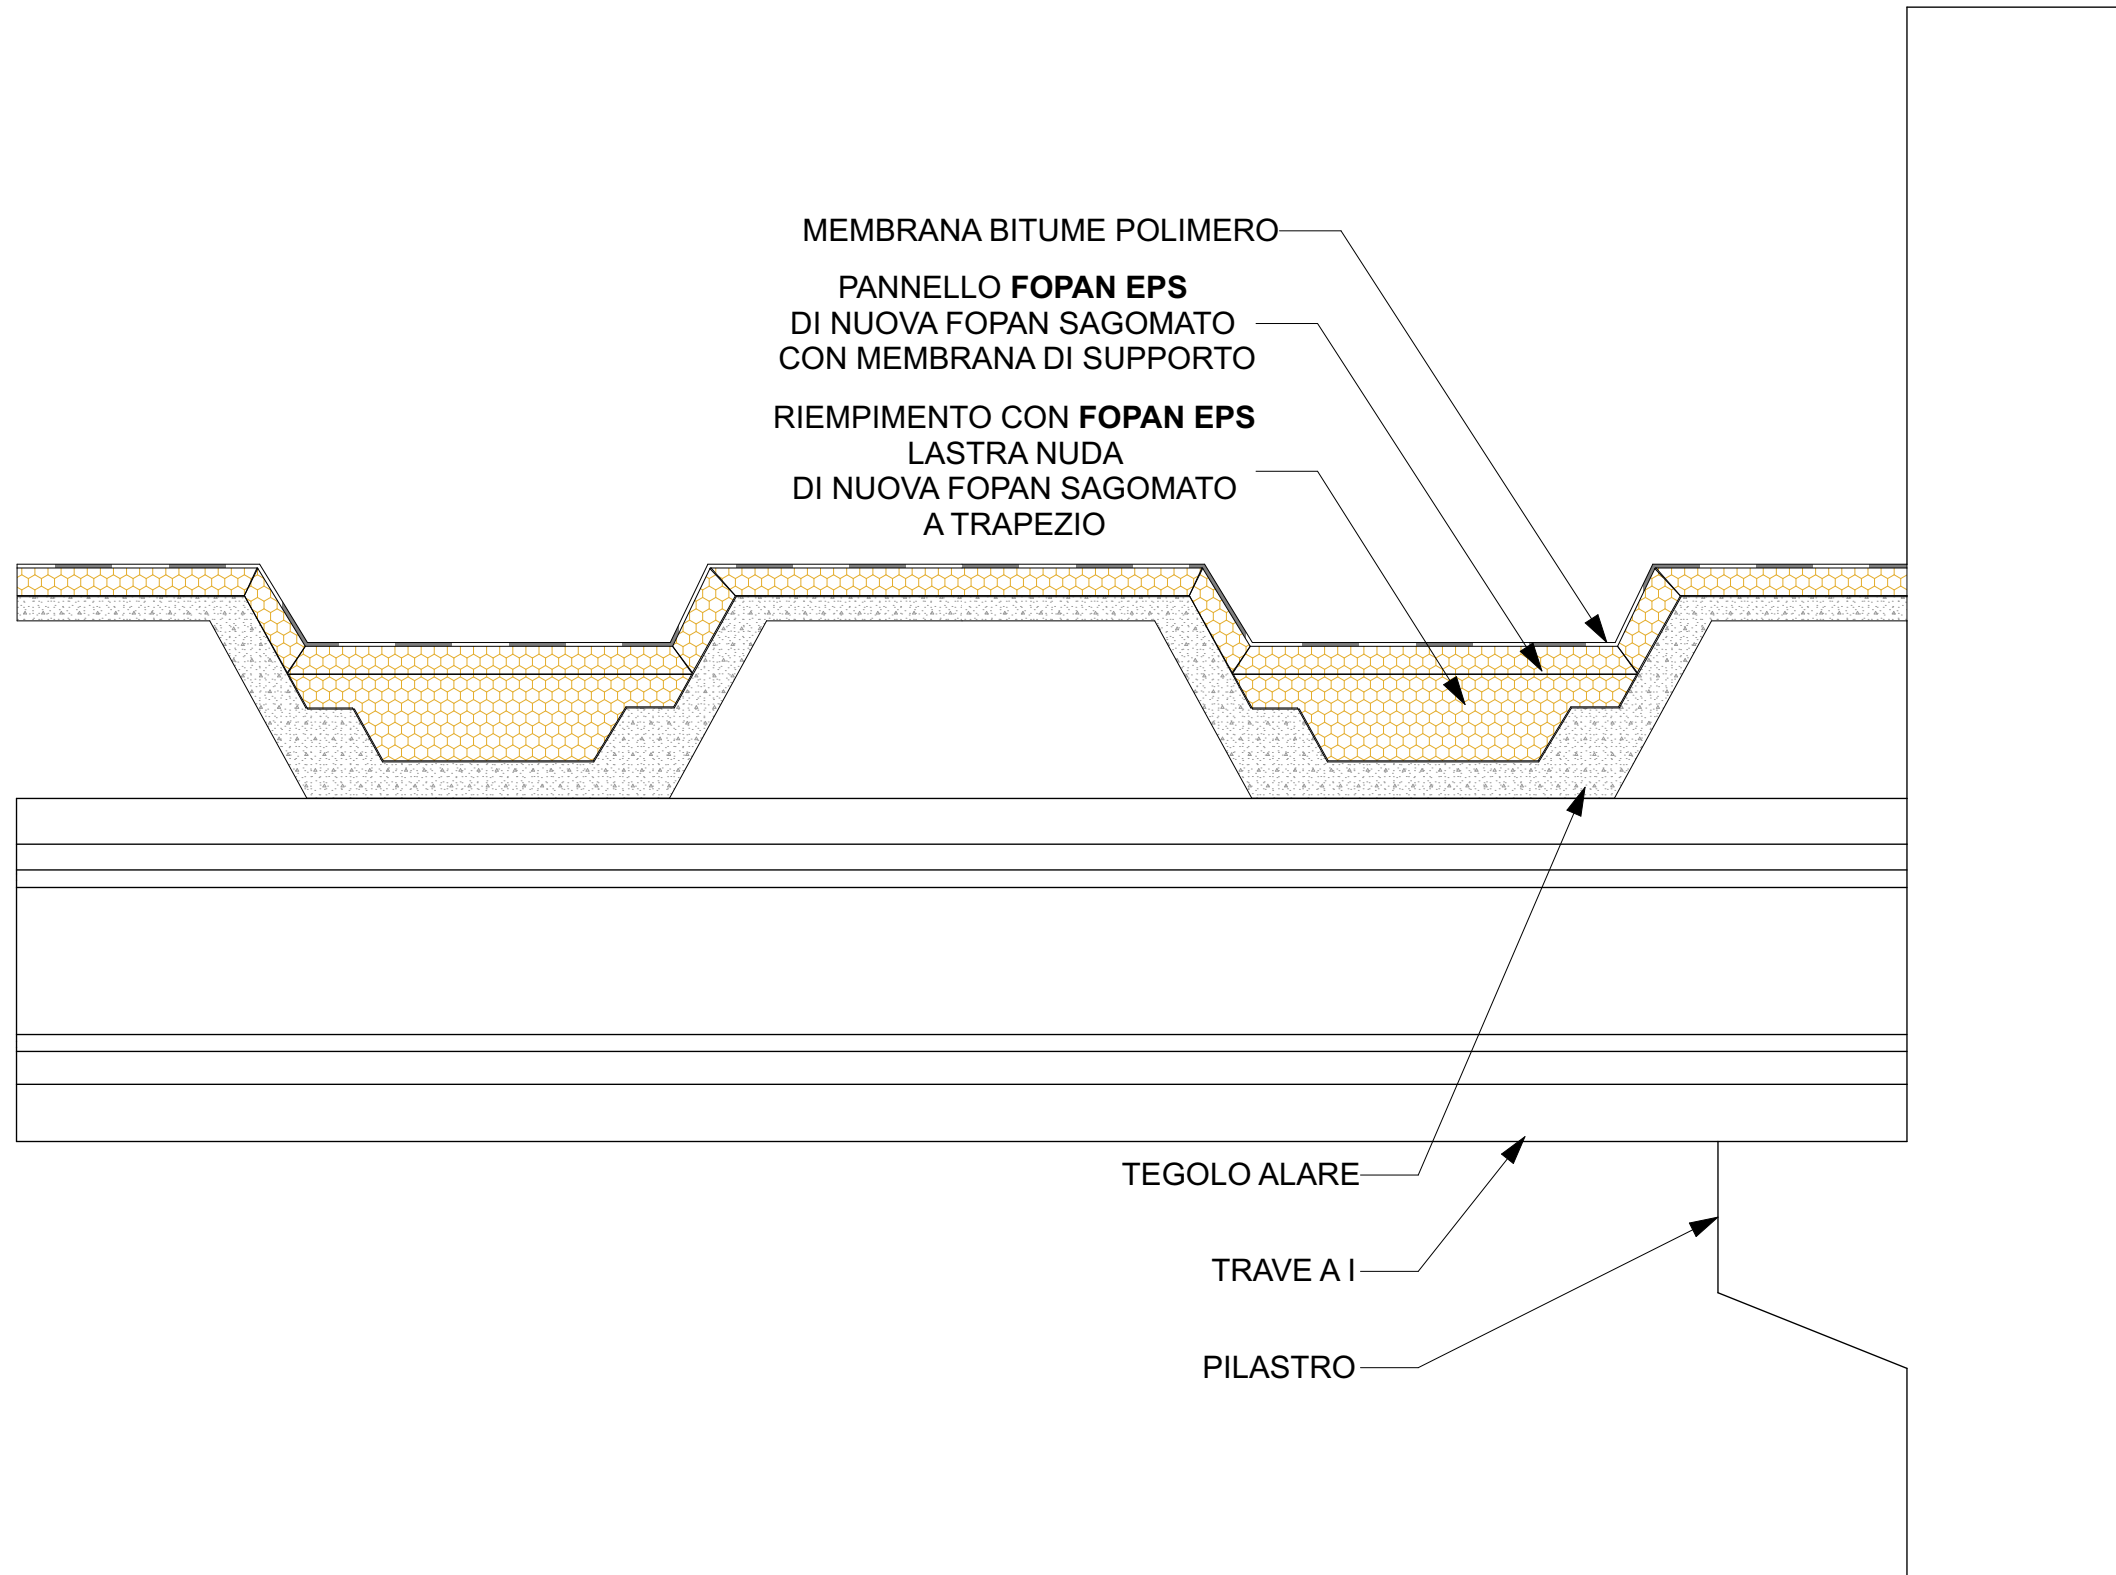 MEMBRANA BITUME POLIMERO
PANNELLO FOPAN EPS
DI NUOVA FOPAN SAGOMATO
CON MEMBRANA DI SUPPORTO
RIEMPIMENTO CON FOPAN EPS
LASTRA NUDA
DI NUOVA FOPAN SAGOMATO
A TRAPEZIO
TEGOLO ALARE
TRAVE A I
PILASTRO